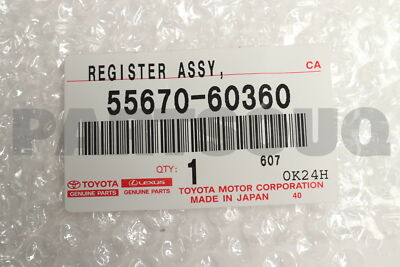 REGISTER ASSY,
CA
55670-60360
QTY: 1
607
0K24H
TOYOTA GENUINE PARTS
LEXUS GENUINE PARTS
TOYOTA MOTOR CORPORATION
MADE IN JAPAN 40
PARTSOUQ